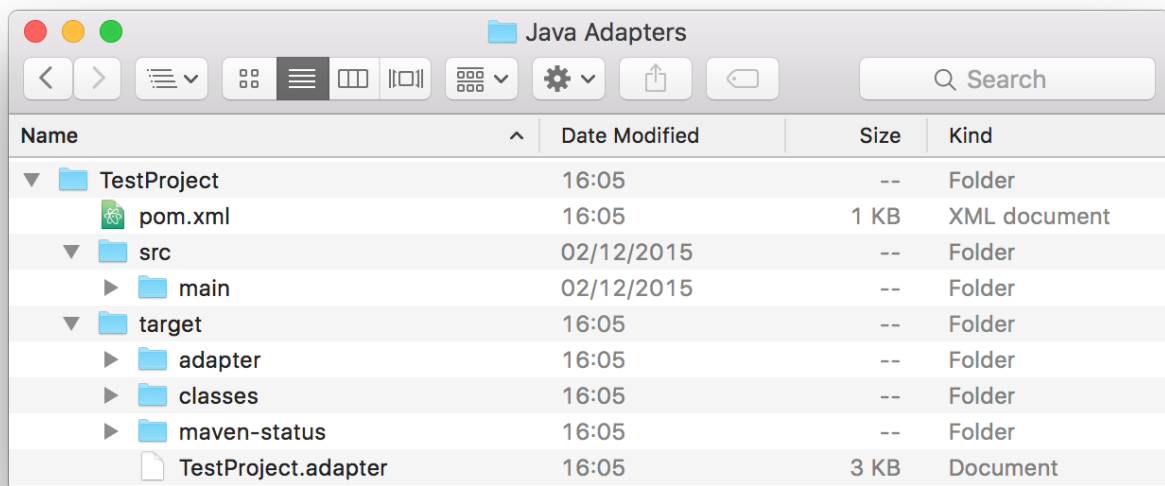 Java Adapters
Search
Name Date Modified Size Kind
TestProject 16:05 -- Folder
pom.xml 16:05 1 KB XML document
src 02/12/2015 -- Folder
main 02/12/2015 -- Folder
target 16:05 -- Folder
adapter 16:05 -- Folder
classes 16:05 -- Folder
maven-status 16:05 -- Folder
TestProject.adapter 16:05 3 KB Document